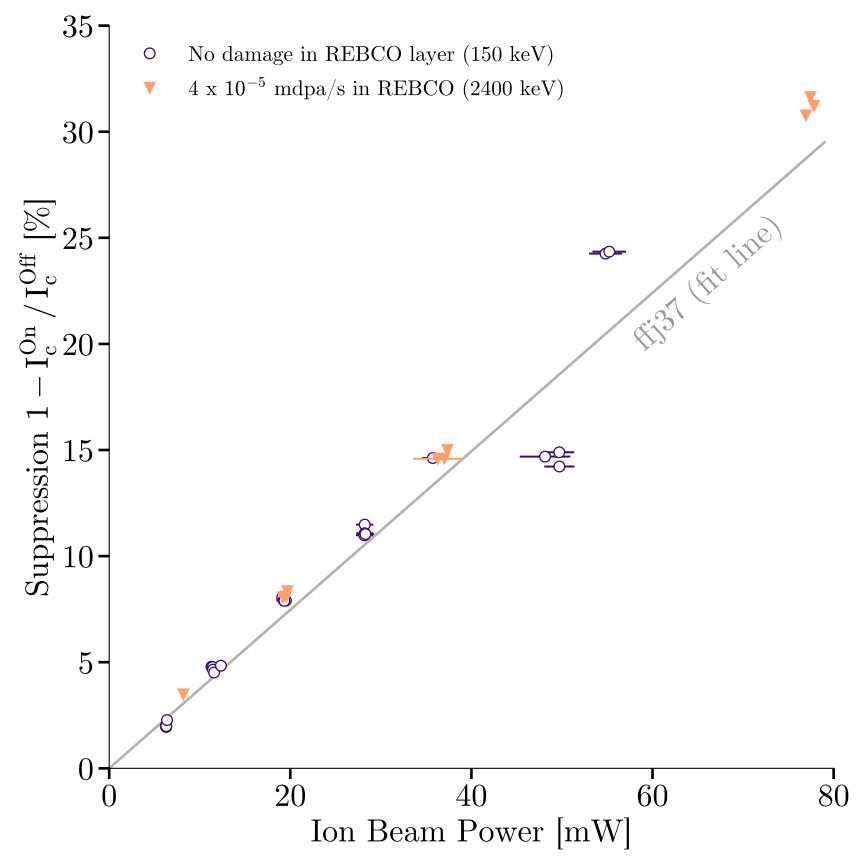 35
30
25
20
15
10
5
0
0 20 40 60 80
Suppression 1 − I_c^On / I_c^Off [%]
Ion Beam Power [mW]
No damage in REBCO layer (150 keV)
4 x 10⁻⁵ mdpa/s in REBCO (2400 keV)
ffj37 (fit line)